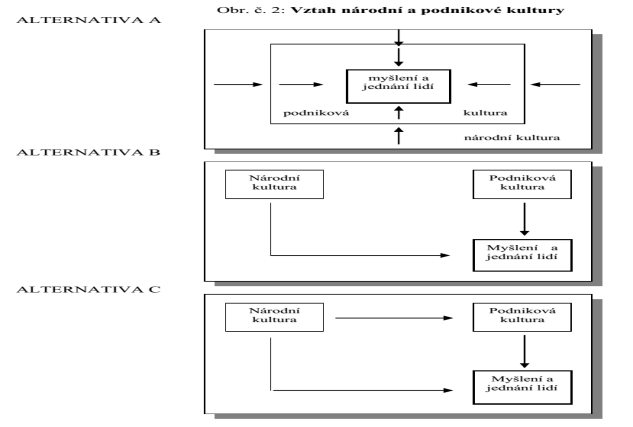 Obr. č. 2: Vztah národní a podnikové kultury
ALTERNATIVA A
myšlení a
jednání lidí
podniková kultura
národní kultura
ALTERNATIVA B
Národní
kultura
Podniková
kultura
Myšlení a
jednání lidí
ALTERNATIVA C
Národní
kultura
Podniková
kultura
Myšlení a
jednání lidí